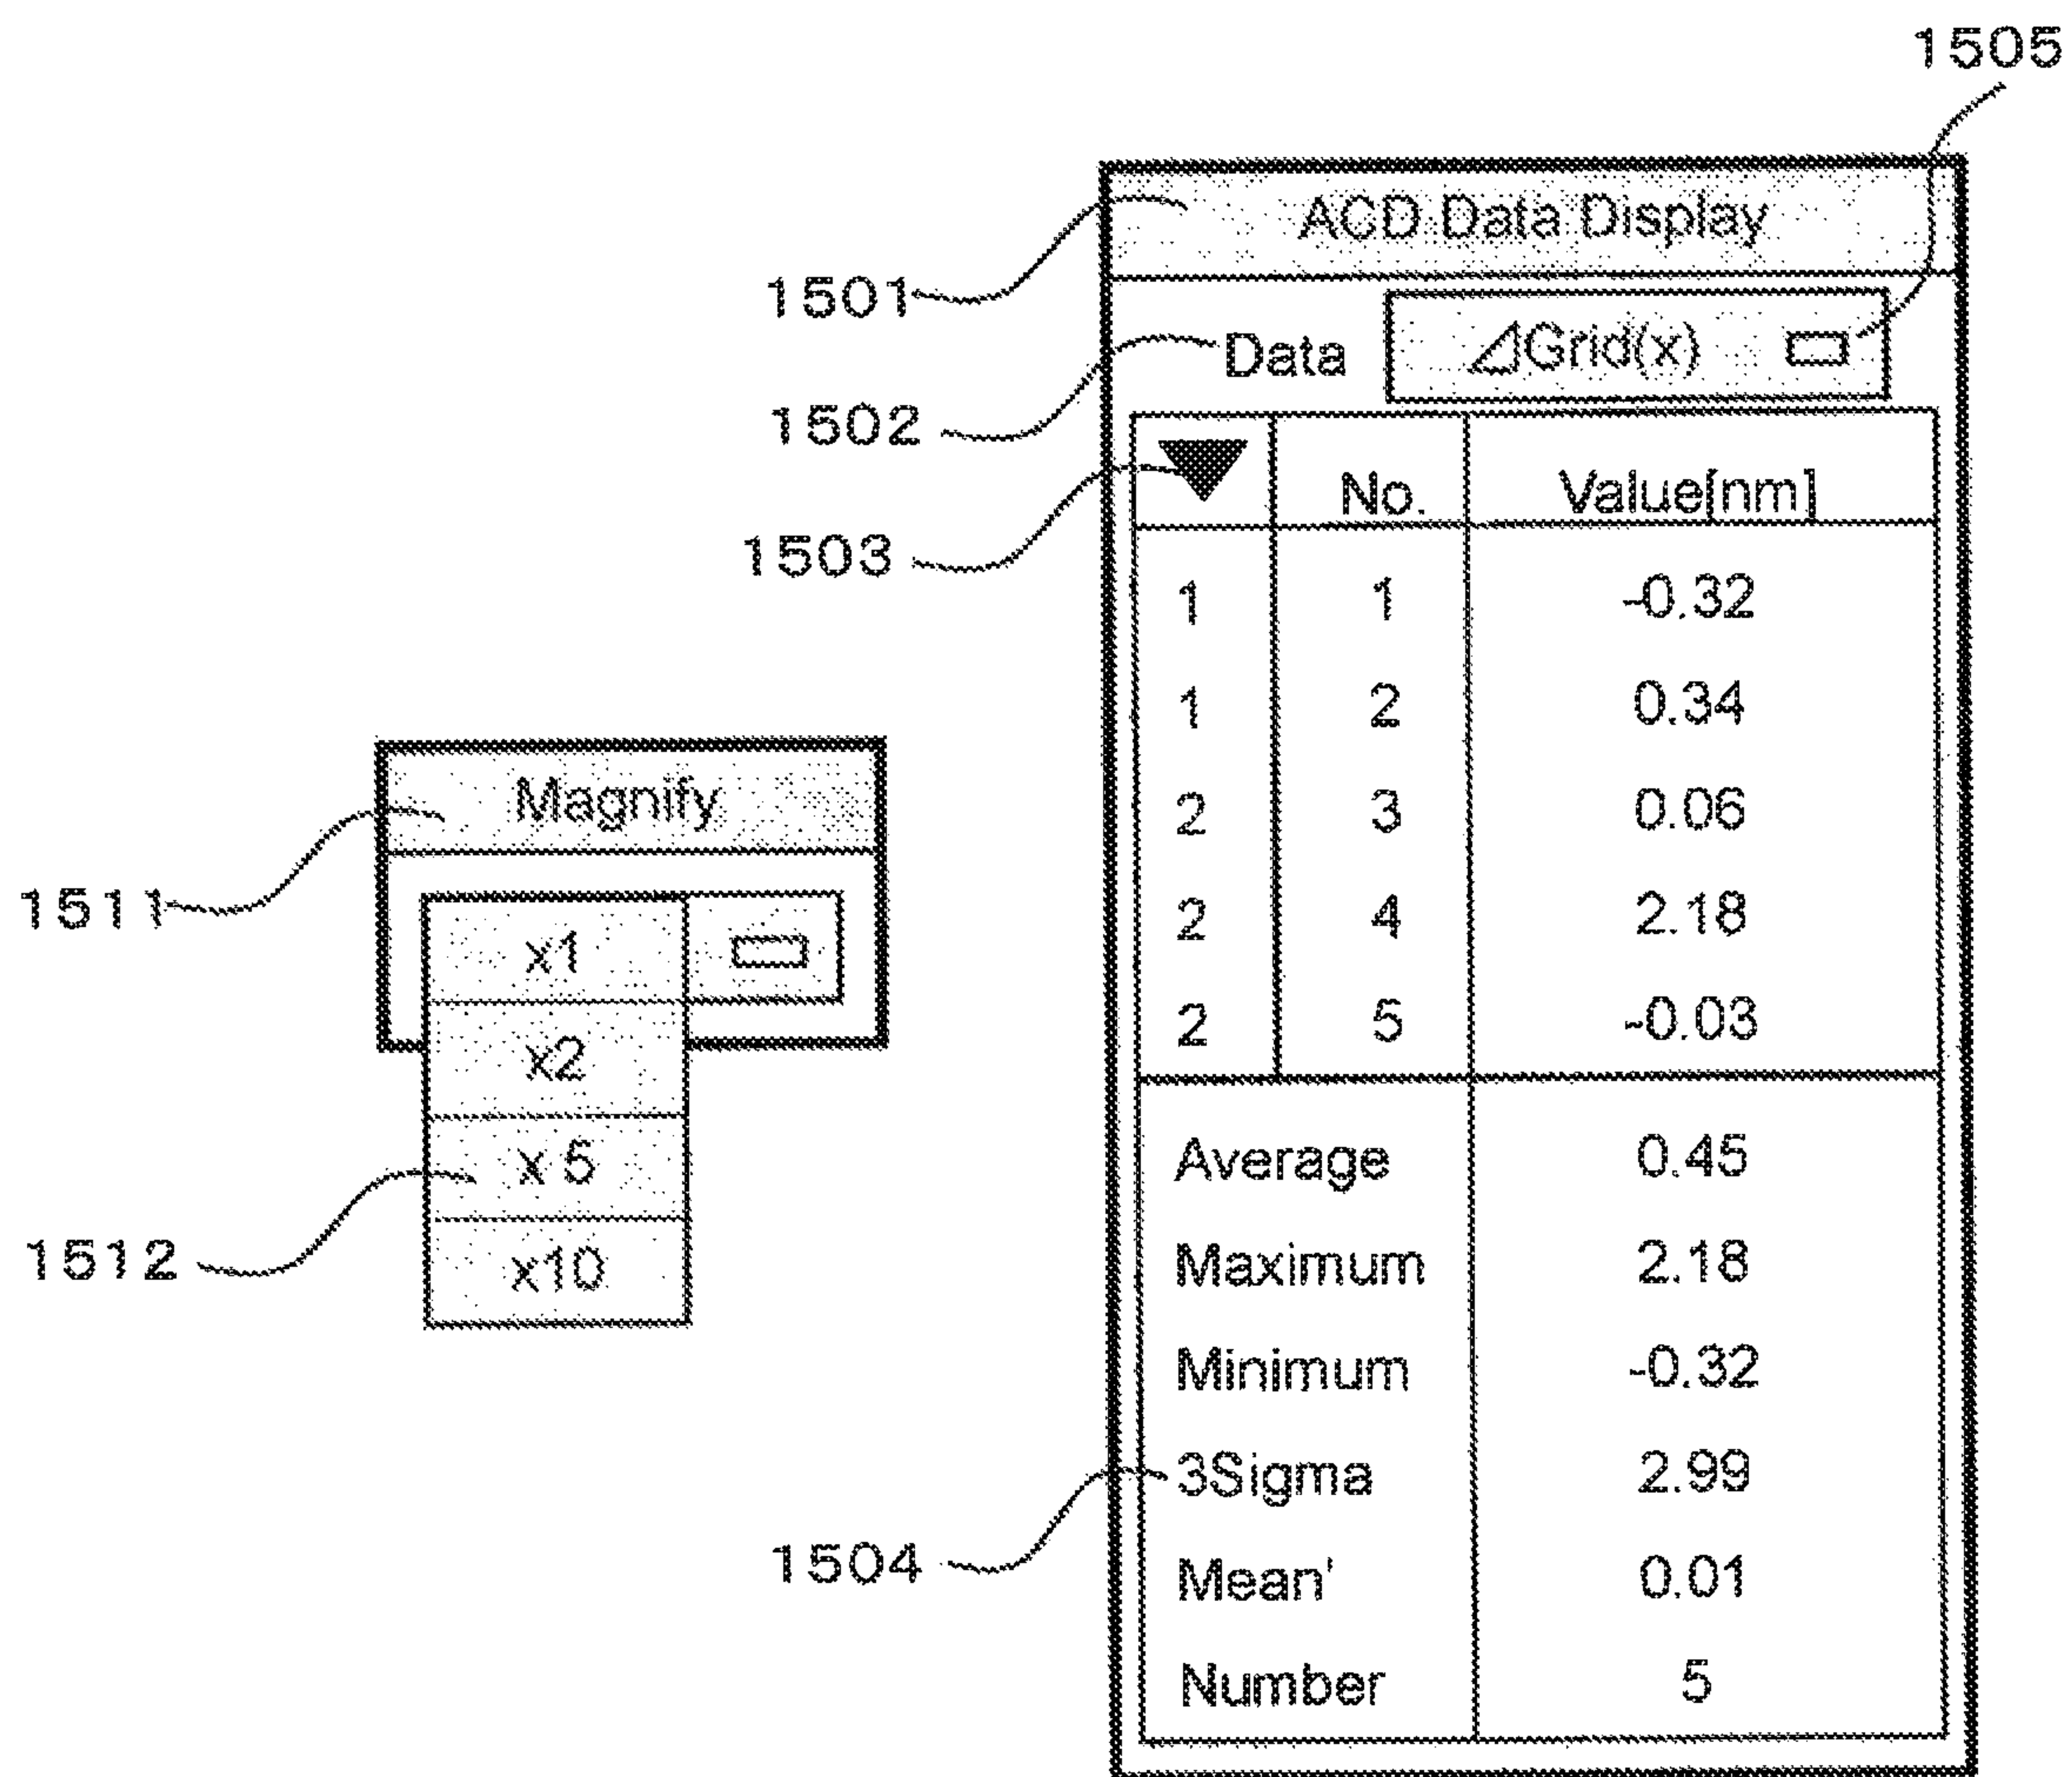 1505
ACD Data Display
1501
Data ⊿Grid(x)
1502
No. Value[nm]
1503
1 1 -0.32
1 2 0.34
2 3 0.06
2 4 2.18
2 5 -0.03
Average 0.45
Maximum 2.18
Minimum -0.32
3Sigma 2.99
1504
Mean' 0.01
Number 5
Magnify
1511
x1
x2
x 5
1512
x10